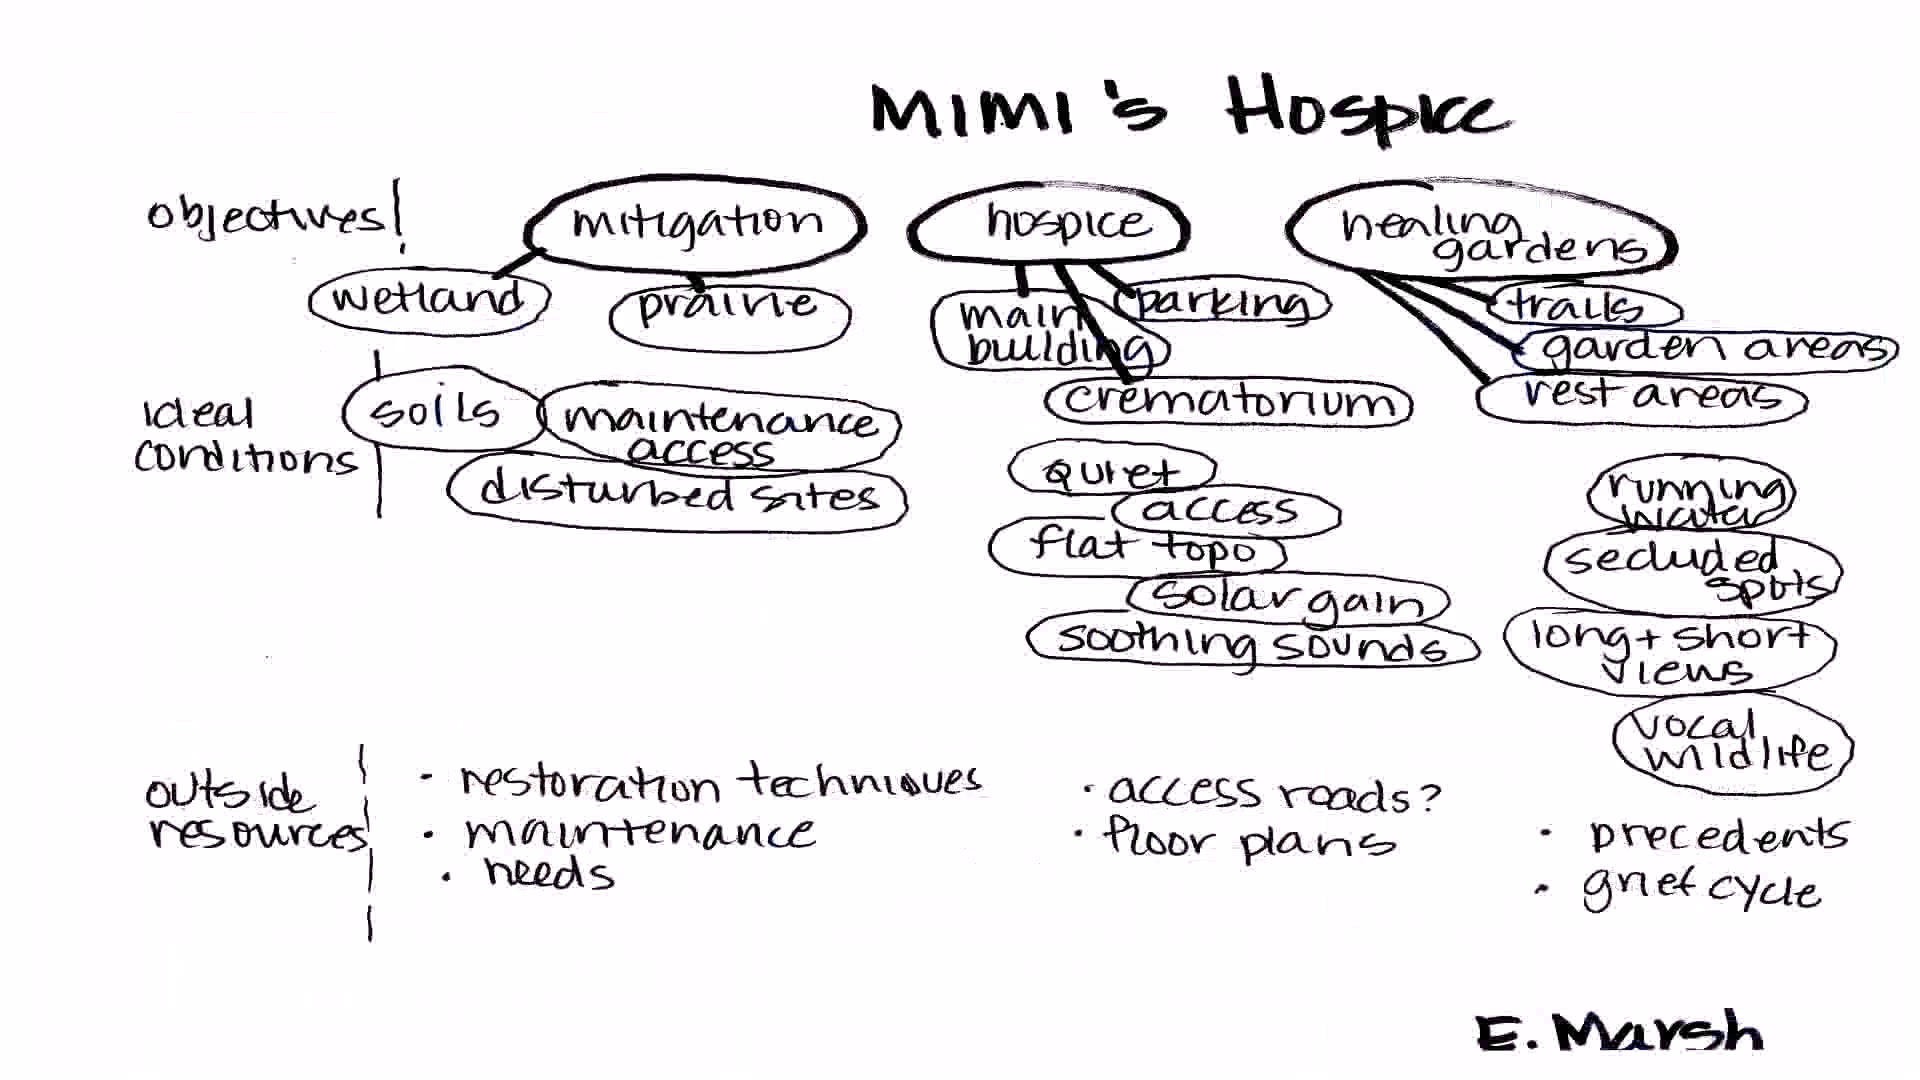 MIMI's Hospice
objectives
mitigation
hospice
healing
gardens
wetland
prairie
main
building
parking
crematorium
trails
garden areas
rest areas
ideal
conditions
soils
maintenance
access
disturbed sites
quiet
access
flat topo
solar gain
soothing sounds
running
water
secluded
spots
long + short
views
vocal
wildlife
outside
resources
• restoration techniques
• maintenance
• needs
• access roads?
• floor plans
• precedents
• grief cycle
E. Marsh